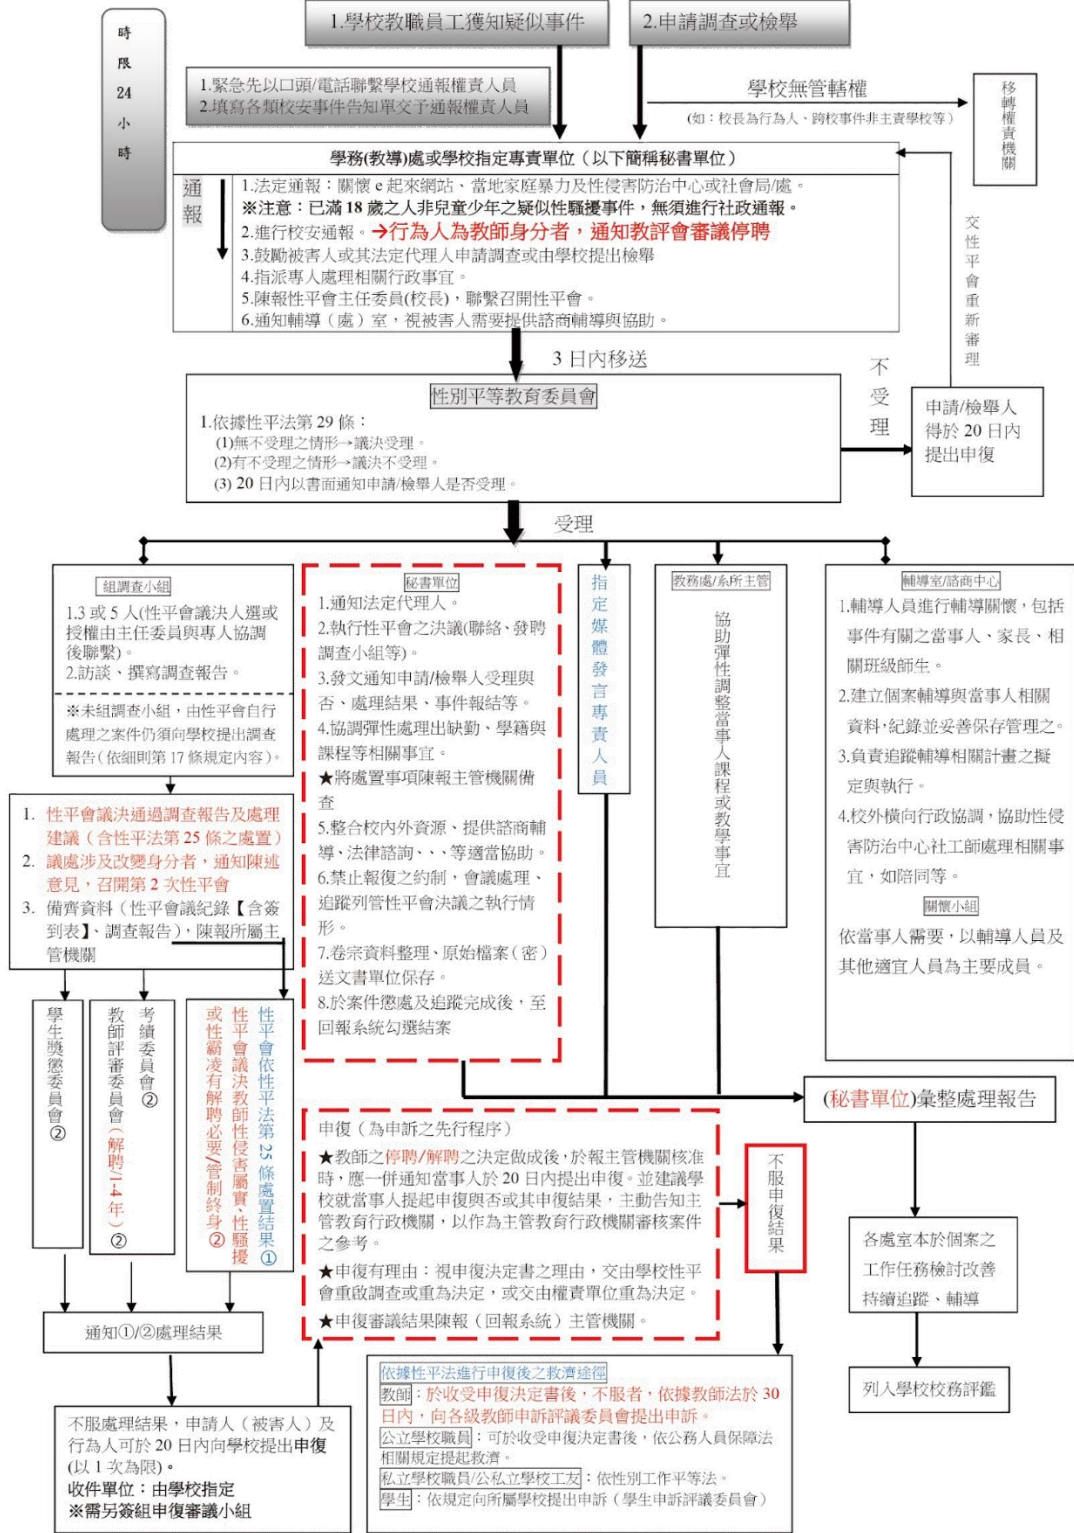 時
限
24
小
時
1.學校教職員工獲知疑似事件
2.申請調查或檢舉
1.緊急先以口頭/電話聯繫學校通報權責人員
2.填寫各類校安事件告知單交予通報權責人員
學校無管轄權
(如：校長為行為人、跨校事件非主責學校等)
移轉權責機關
學務(教導)處或學校指定專責單位（以下簡稱秘書單位）
通報
1.法定通報：關懷 e 起來網站、當地家庭暴力及性侵害防治中心或社會局/處。
※注意：已滿 18 歲之人非兒童少年之疑似性騷擾事件，無須進行社政通報。
2.進行校安通報。→行為人為教師身分者，通知教評會審議停聘
3.鼓勵被害人或其法定代理人申請調查或由學校提出檢舉
4.指派專人處理相關行政事宜。
5.陳報性平會主任委員(校長)，聯繫召開性平會。
6.通知輔導（處）室，視被害人需要提供諮商輔導與協助。
交性平會重新審理
3 日內移送
性別平等教育委員會
1.依據性平法第 29 條：
(1)無不受理之情形→議決受理。
(2)有不受理之情形→議決不受理。
(3) 20 日內以書面通知申請/檢舉人是否受理。
不受理
申請/檢舉人
得於 20 日內
提出申復
受理
組調查小組
1.3 或 5 人(性平會議決人選或
授權由主任委員與專人協調
後聯繫)。
2.訪談、撰寫調查報告。
※未組調查小組，由性平會自行
處理之案件仍須向學校提出調查
報告(依細則第 17 條規定內容)。
1. 性平會議決通過調查報告及處理
建議（含性平法第 25 條之處置）
2. 議處涉及改變身分者，通知陳述
意見，召開第 2 次性平會
3. 備齊資料（性平會議紀錄【含簽
到表】、調查報告），陳報所屬主
管機關
學生獎懲委員會②
考績委員會②
教師評審委員會（解聘/1-4 年）②
性平會依性平法第 25 條處置結果①
性平會議決教師性侵害屬實、性騷擾
或性霸凌有解聘必要/管制終身②
通知①/②處理結果
不服處理結果，申請人（被害人）及
行為人可於 20 日內向學校提出申復
(以 1 次為限)。
收件單位：由學校指定
※需另簽組申復審議小組
秘書單位
1.通知法定代理人。
2.執行性平會之決議(聯絡、發聘
調查小組等)。
3.發文通知申請/檢舉人受理與
否、處理結果、事件報結等。
4.協調彈性處理出缺勤、學籍與
課程等相關事宜。
★將處置事項陳報主管機關備
查
5.整合校內外資源、提供諮商輔
導、法律諮詢、、、等適當協助。
6.禁止報復之約制，會議處理、
追蹤列管性平會決議之執行情
形。
7.卷宗資料整理、原始檔案（密）
送文書單位保存。
8.於案件懲處及追蹤完成後，至
回報系統勾選結案
指定媒體發言專責人員
教務處/系所主管
協助彈性調整當事人課程或教學事宜
輔導室/諮商中心
1.輔導人員進行輔導關懷，包括
事件有關之當事人、家長、相
關班級師生。
2.建立個案輔導與當事人相關
資料，紀錄並妥善保存管理之。
3.負責追蹤輔導相關計畫之擬
定與執行。
4.校外橫向行政協調，協助性侵
害防治中心社工師處理相關事
宜，如陪同等。
關懷小組
依當事人需要，以輔導人員及
其他適宜人員為主要成員。
(秘書單位)彙整處理報告
各處室本於個案之
工作任務檢討改善
持續追蹤、輔導
列入學校校務評鑑
申復（為申訴之先行程序）
★教師之停聘/解聘之決定做成後，於報主管機關核准
時，應一併通知當事人於 20 日內提出申復。並建議學
校就當事人提起申復與否或其申復結果，主動告知主
管教育行政機關，以作為主管教育行政機關審核案件
之參考。
★申復有理由：視申復決定書之理由，交由學校性平
會重啟調查或重為決定，或交由權責單位重為決定。
★申復審議結果陳報（回報系統）主管機關。
不服申復結果
依據性平法進行申復後之救濟途徑
教師：於收受申復決定書後，不服者，依據教師法於 30
日內，向各級教師申訴評議委員會提出申訴。
公立學校職員：可於收受申復決定書後，依公務人員保障法
相關規定提起救濟。
私立學校職員/公私立學校工友：依性別工作平等法。
學生：依規定向所屬學校提出申訴（學生申訴評議委員會）